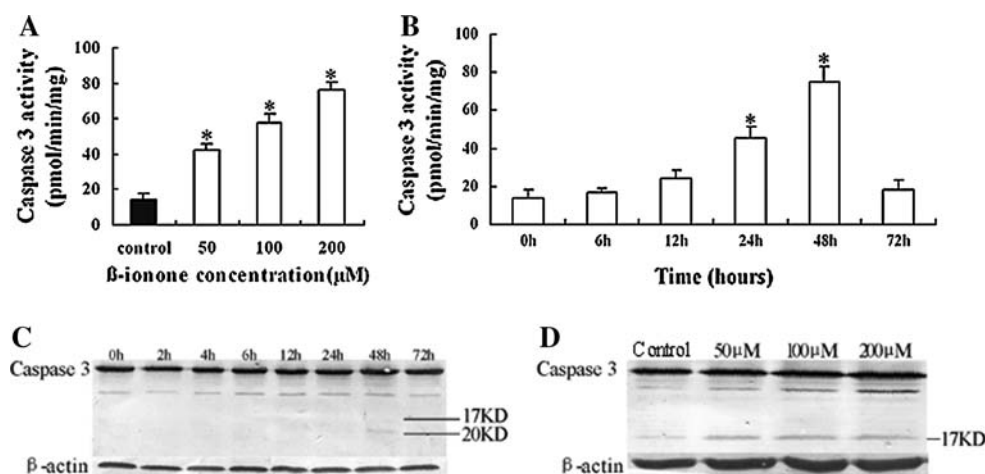 A
Caspase 3 activity
(pmol/min/mg)
100
80
60
40
20
0
*
*
*
control 50 100 200
ß-ionone concentration(µM)
B
Caspase 3 activity
(pmol/min/mg)
100
80
60
40
20
0
*
*
0h 6h 12h 24h 48h 72h
Time (hours)
C
0h 2h 4h 6h 12h 24h 48h 72h
Caspase 3
17KD
20KD
β-actin
D
Control 50µM 100µM 200µM
Caspase 3
17KD
β-actin